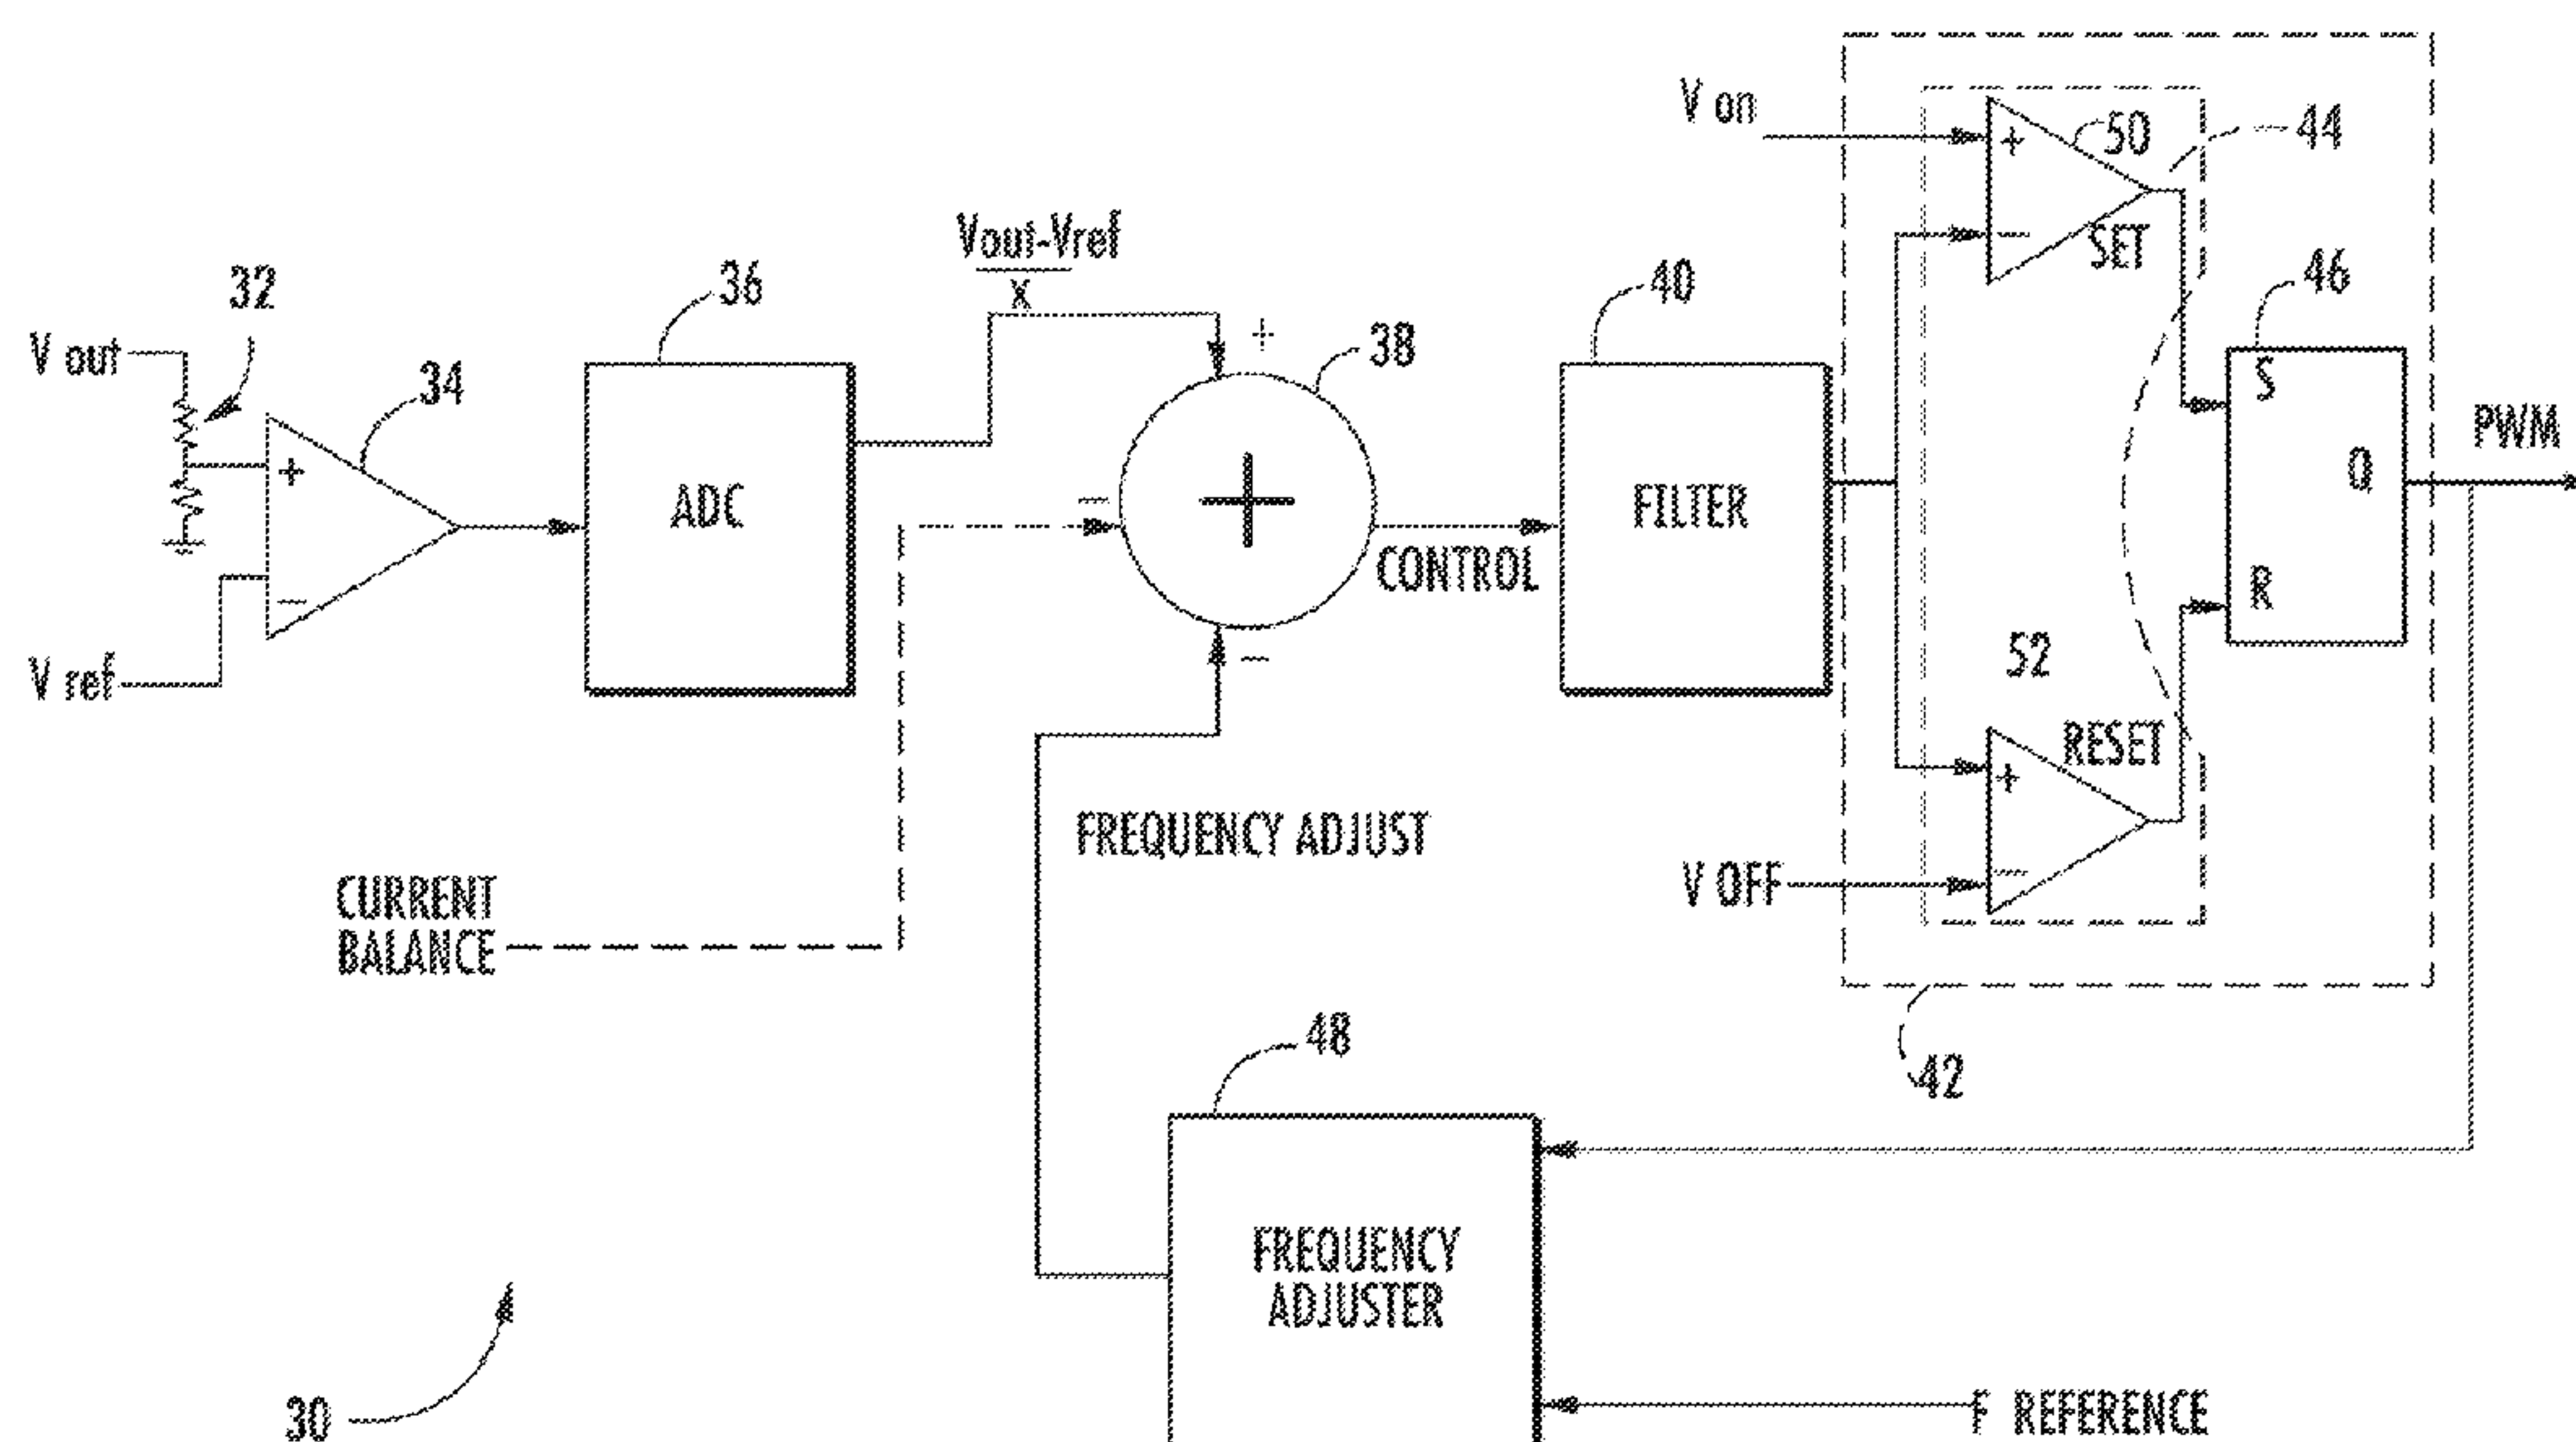 V on
50
44
Vout-Vref
X
SET
32
36
40
46
+
V out
34
38
S
PWM
+
ADC
−
+
FILTER
Q
CONTROL
R
−
V ref
−
52
RESET
+
FREQUENCY ADJUST
V OFF
−
CURRENT
BALANCE
48
42
FREQUENCY
ADJUSTER
30
F REFERENCE
+
−